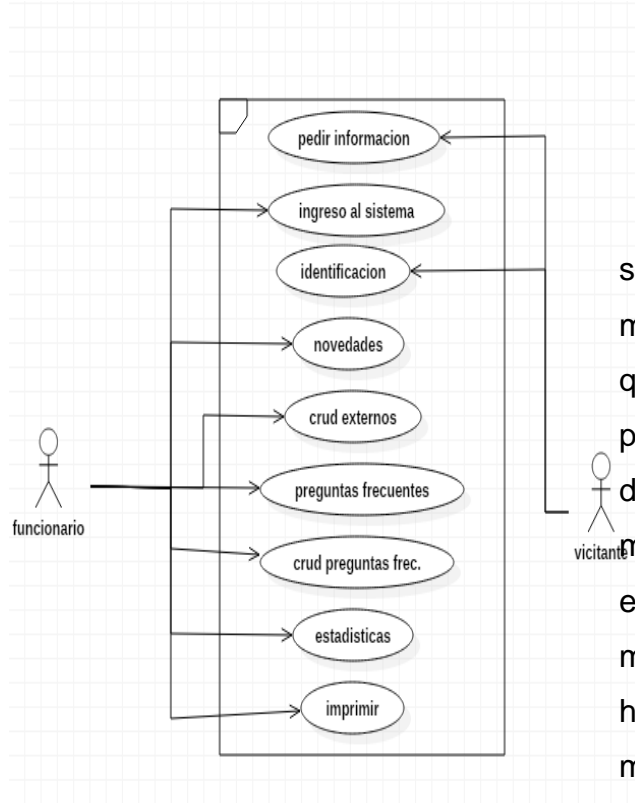 pedir informacion
ingreso al sistema
identificacion
novedades
crud externos
preguntas frecuentes
crud preguntas frec.
estadisticas
imprimir
funcionario
vicitante
s
m
q
p
d
m
e
m
h
m